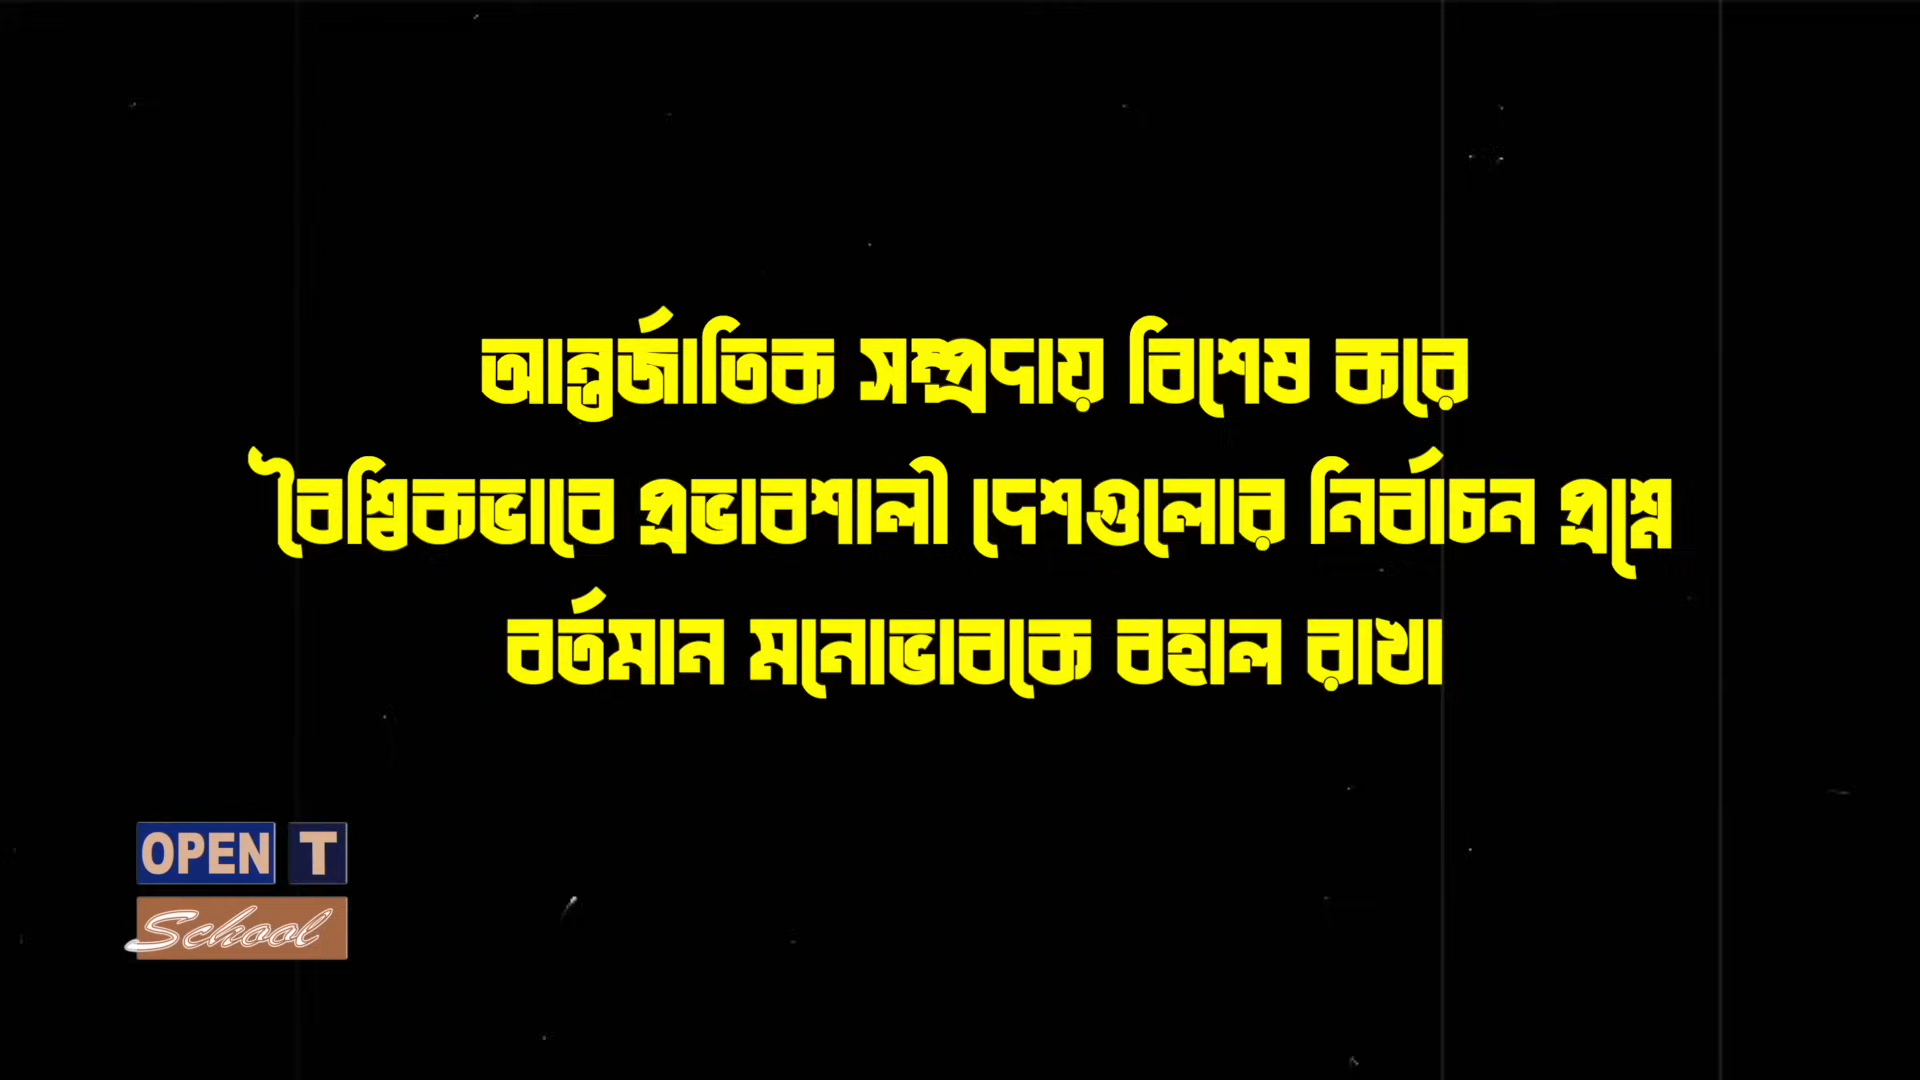 আন্তর্জাতিক সম্প্রদায় বিশেষ করে
বৈশ্বিকভাবে প্রভাবশালী দেশগুলোর নির্বাচন প্রশ্নে
বর্তমান মনোভাবকে বহাল রাখা
OPEN T
School